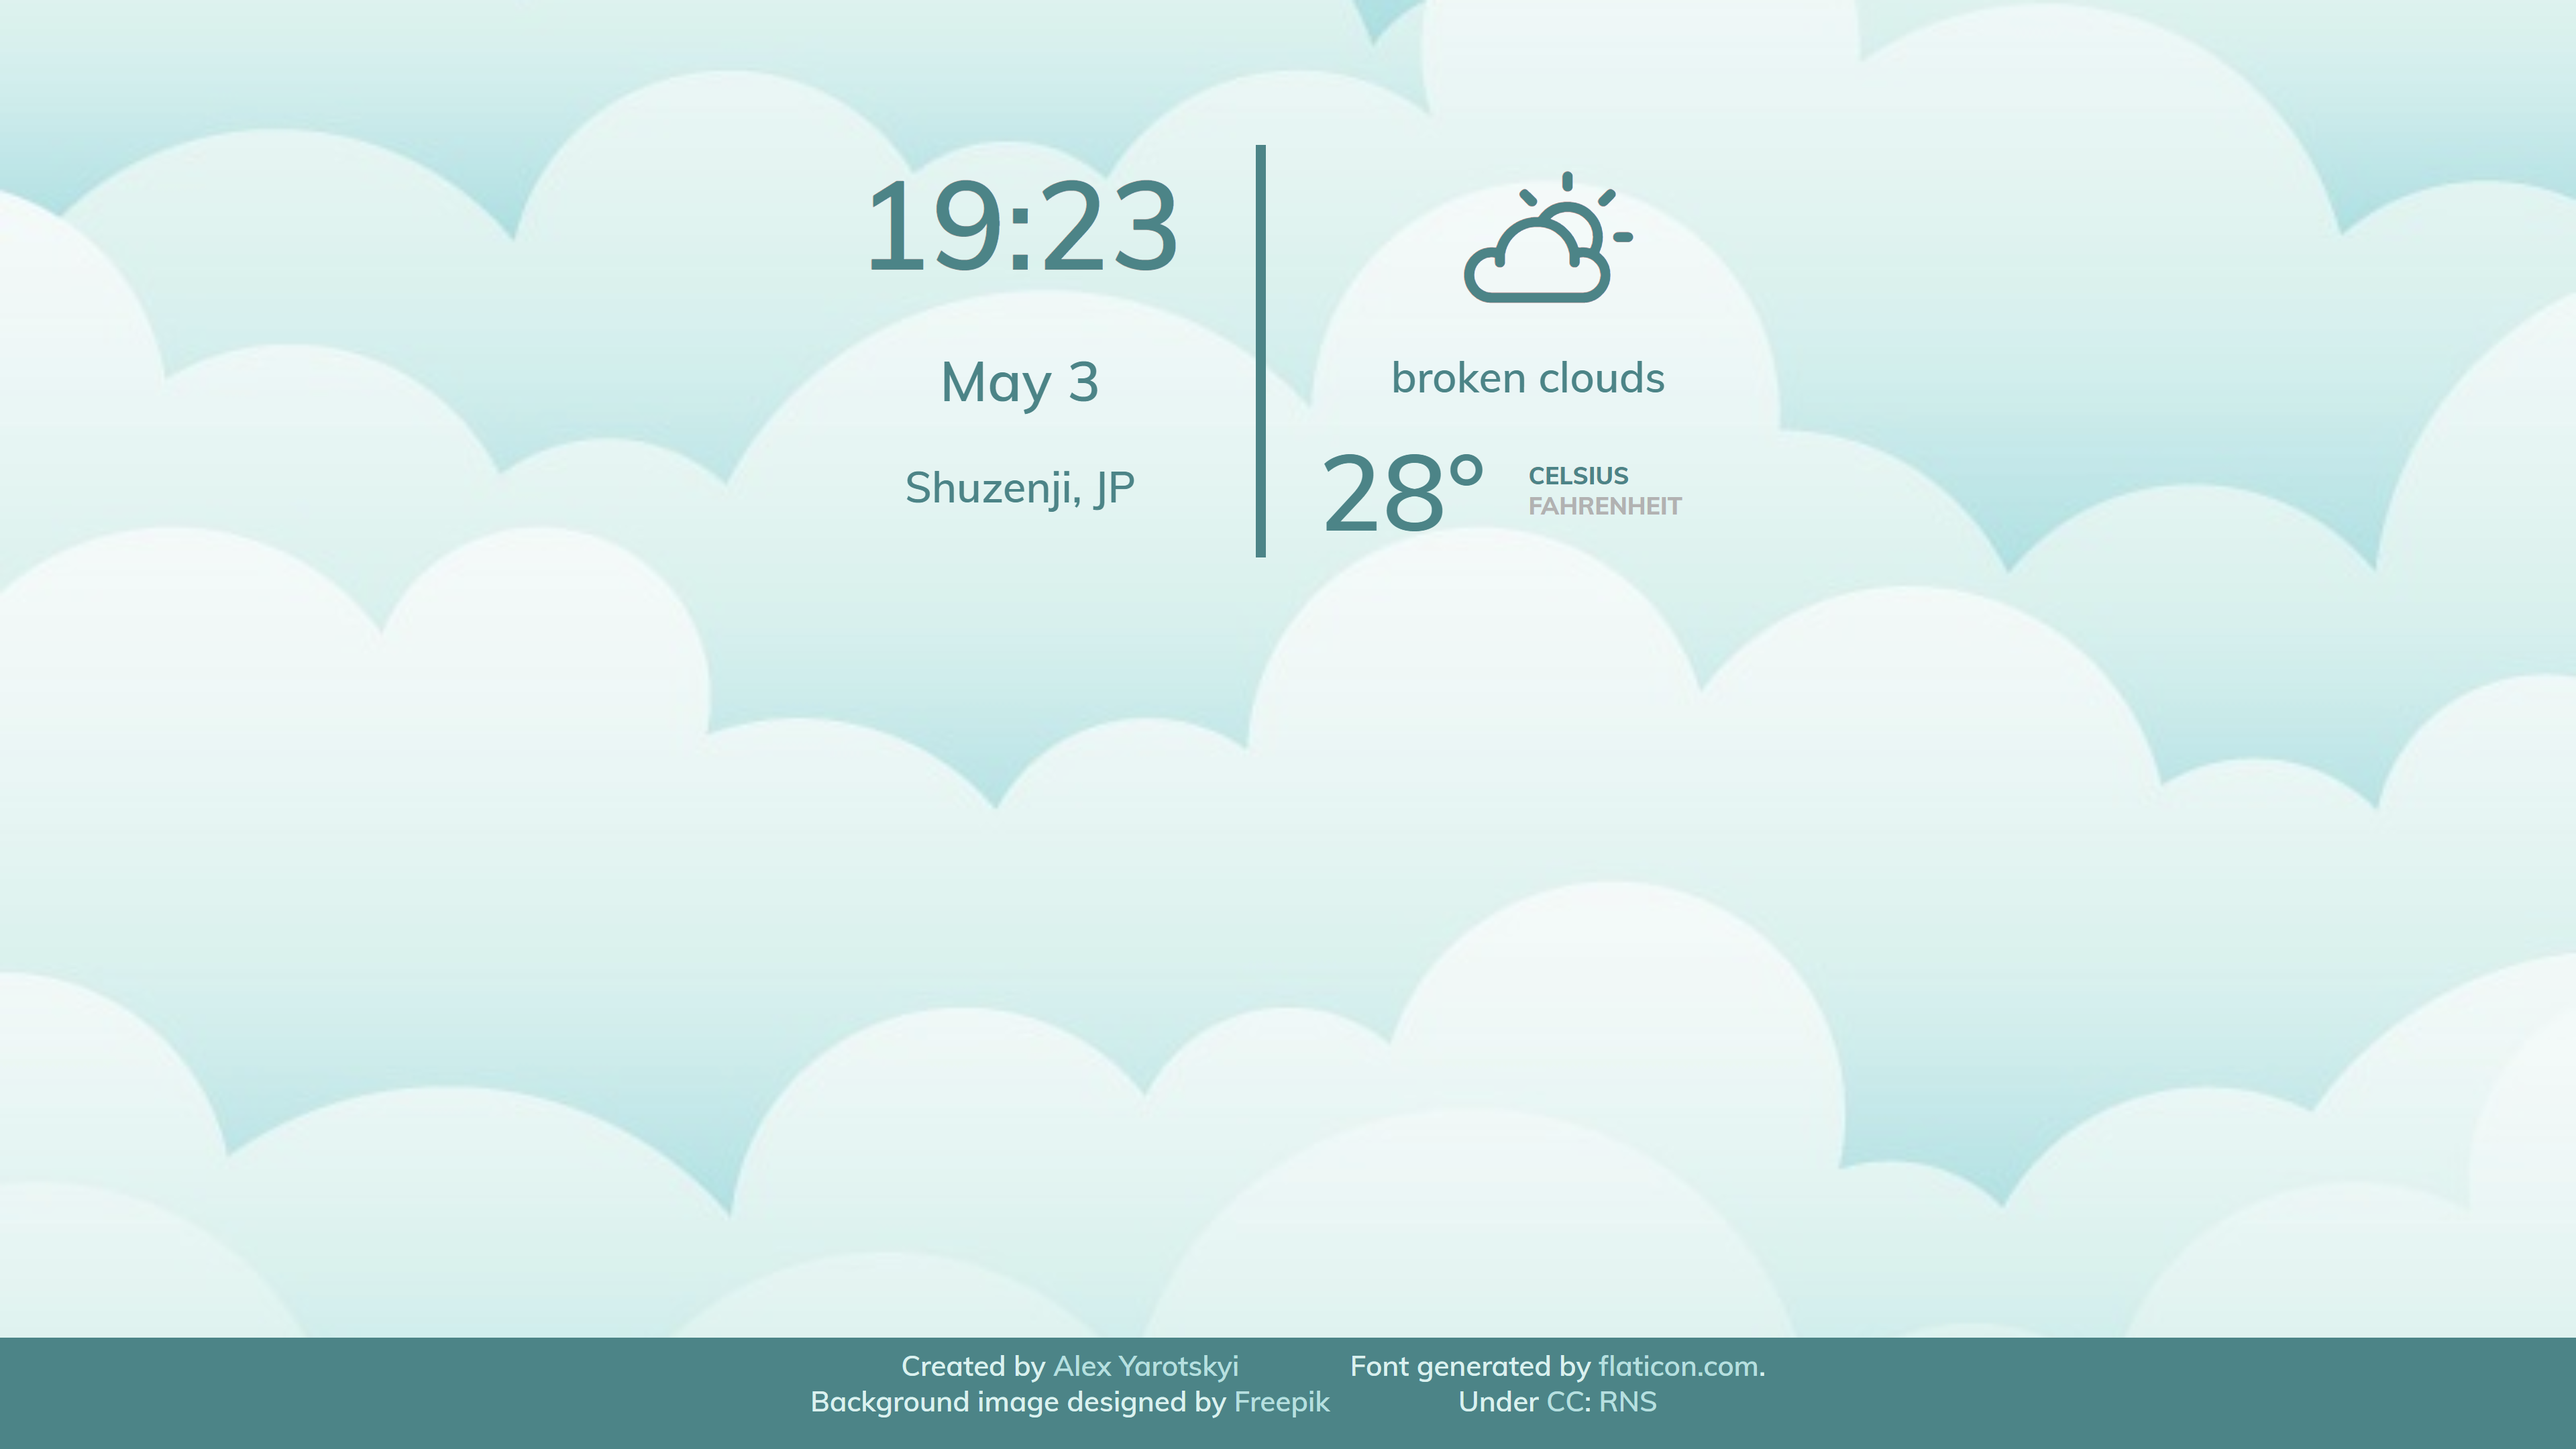 19:23
May 3
Shuzenji, JP
broken clouds
28°
CELSIUS
FAHRENHEIT
Created by Alex Yarotskyi
Background image designed by Freepik
Font generated by flaticon.com.
Under CC: RNS